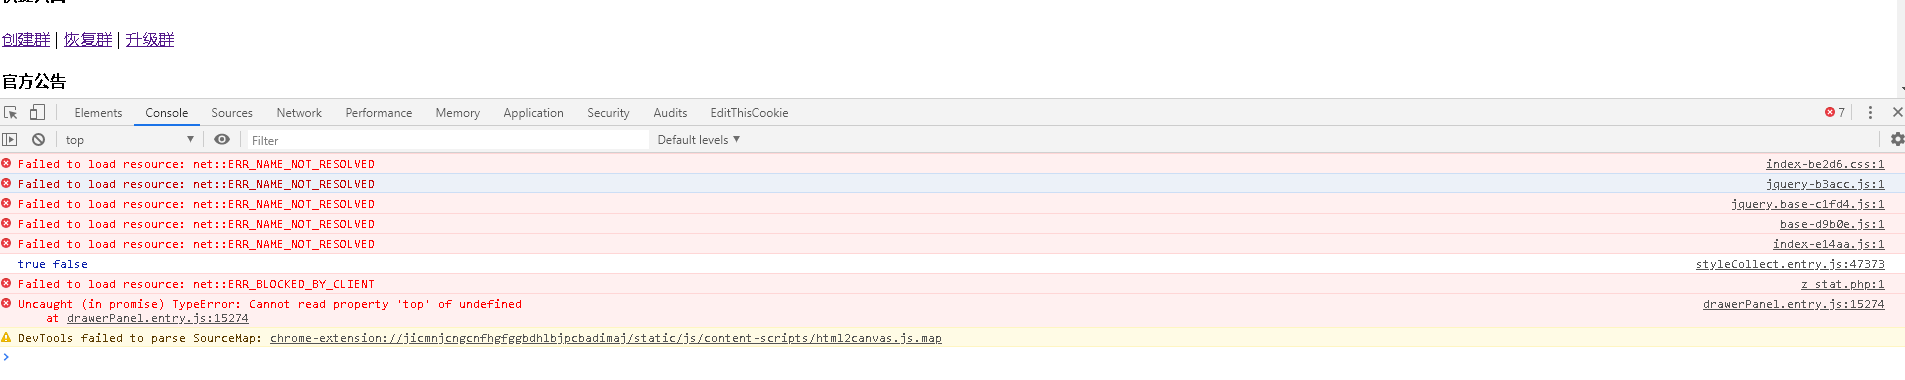 创建群 | 恢复群 | 升级群
官方公告
Elements Console Sources Network Performance Memory Application Security Audits EditThisCookie 7
top Filter Default levels
Failed to load resource: net::ERR_NAME_NOT_RESOLVED index-be2d6.css:1
Failed to load resource: net::ERR_NAME_NOT_RESOLVED jquery-b3acc.js:1
Failed to load resource: net::ERR_NAME_NOT_RESOLVED jquery.base-c1fd4.js:1
Failed to load resource: net::ERR_NAME_NOT_RESOLVED base-d9b0e.js:1
Failed to load resource: net::ERR_NAME_NOT_RESOLVED index-e14aa.js:1
true false styleCollect.entry.js:47373
Failed to load resource: net::ERR_BLOCKED_BY_CLIENT z_stat.php:1
Uncaught (in promise) TypeError: Cannot read property 'top' of undefined drawerPanel.entry.js:15274
at drawerPanel.entry.js:15274
DevTools failed to parse SourceMap: chrome-extension://jicmnjcngcnfhgfggbdhlbjpcbadimaj/static/js/content-scripts/html2canvas.js.map